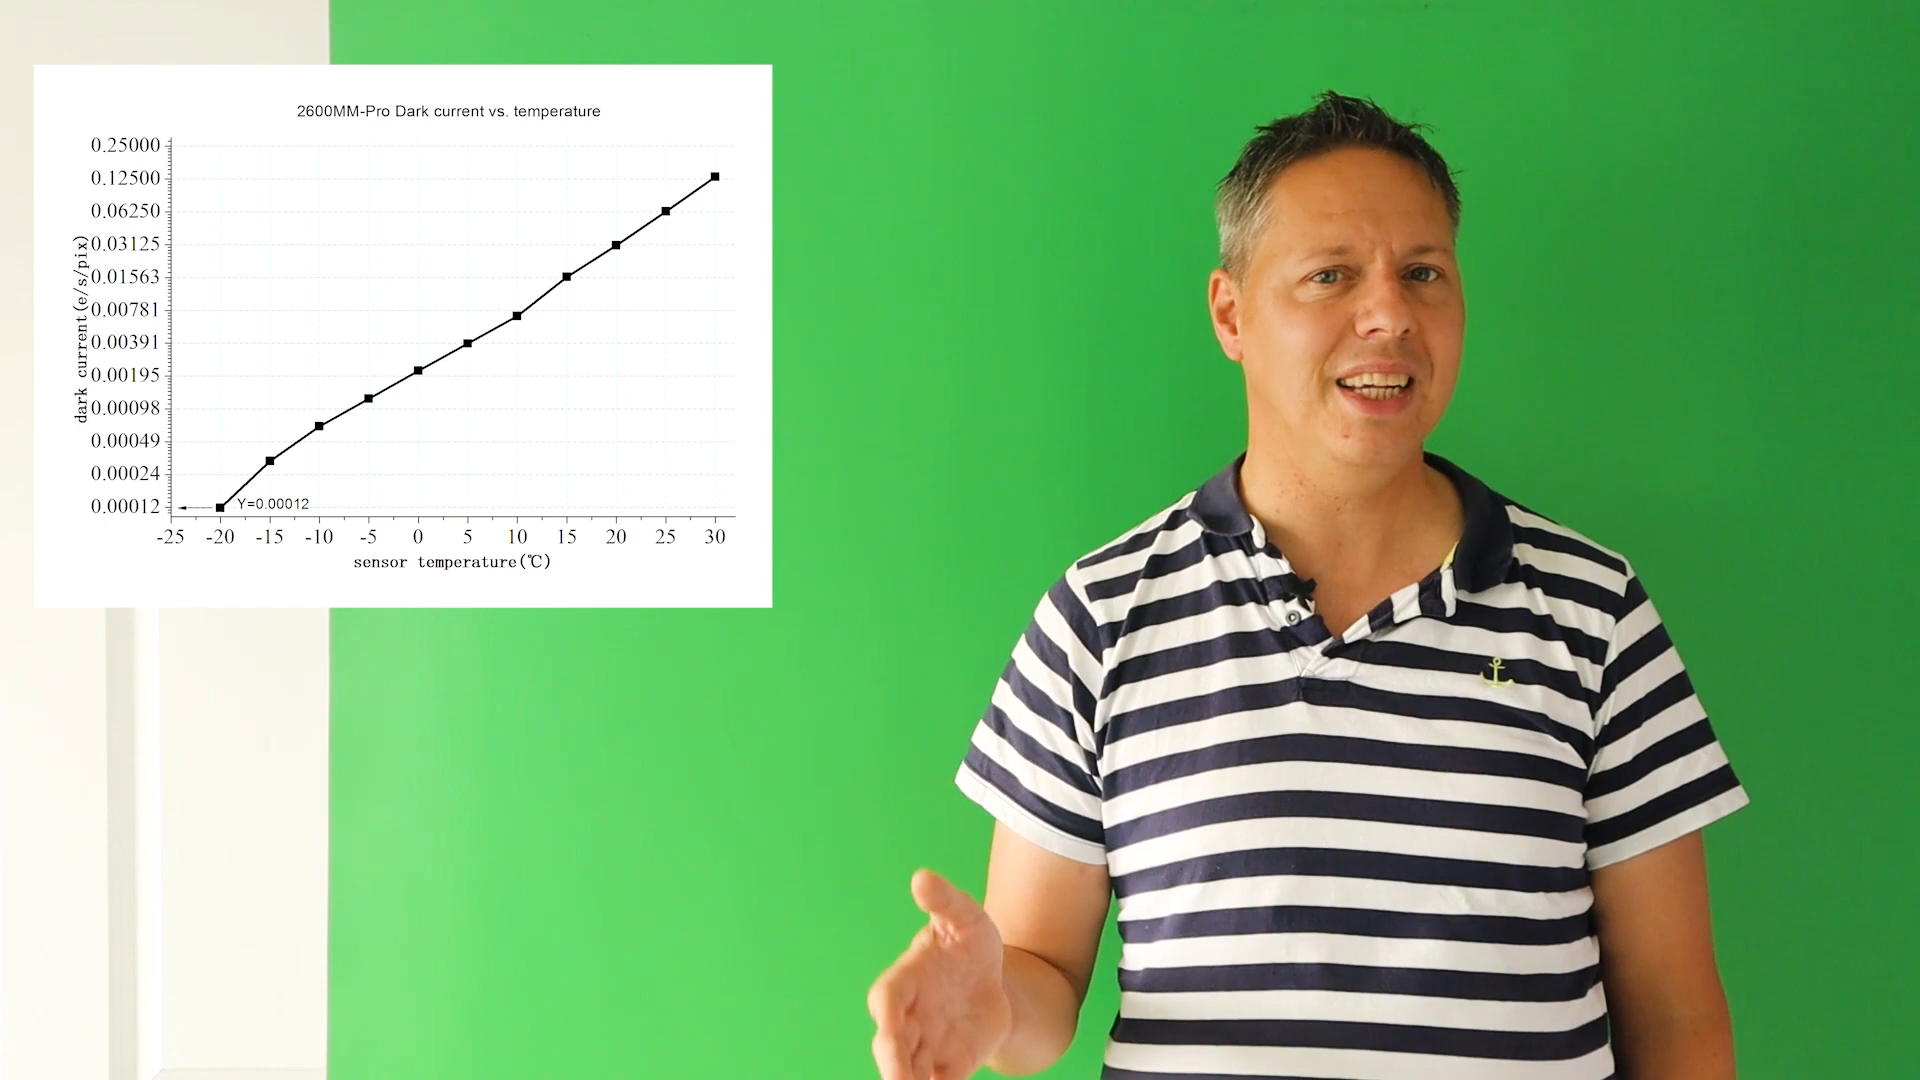 2600MM-Pro Dark current vs. temperature
0.25000
0.12500
0.06250
0.03125
0.01563
0.00781
0.00391
0.00195
0.00098
0.00049
0.00024
0.00012
dark current(e/s/pix)
Y=0.00012
-25 -20 -15 -10 -5 0 5 10 15 20 25 30
sensor temperature(℃)